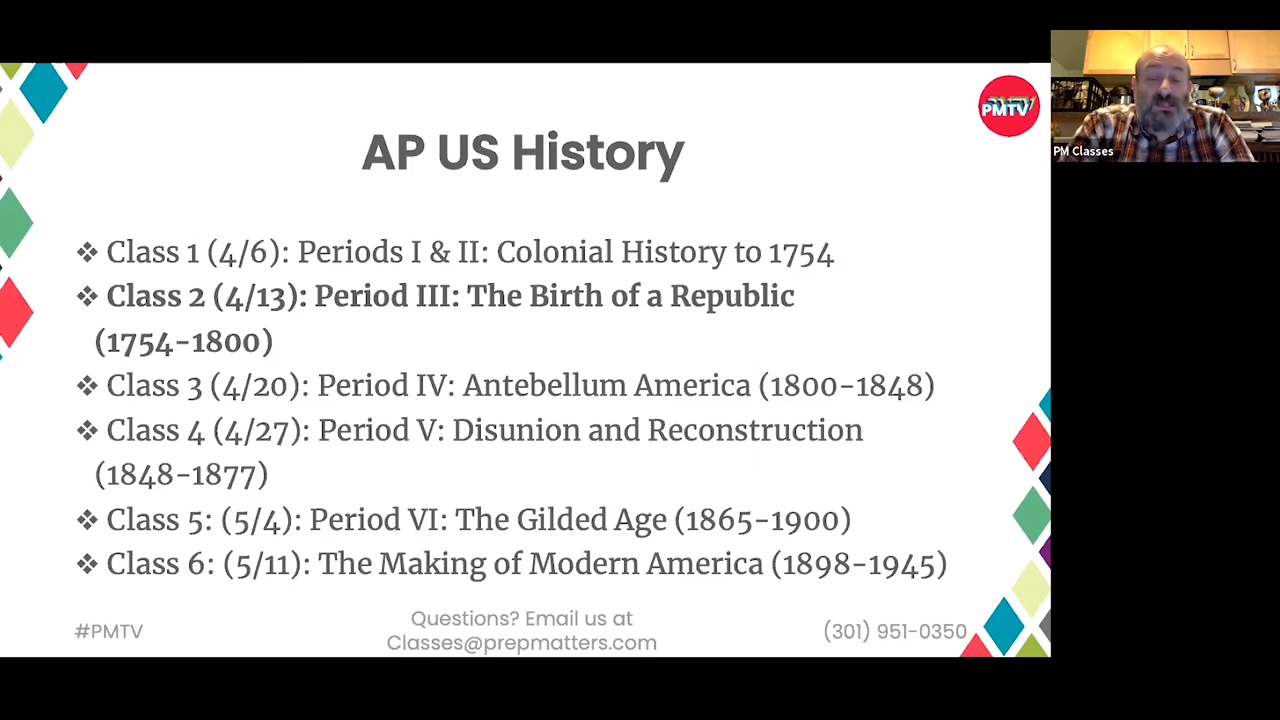 AP US History
PMTV
PM Classes
❖ Class 1 (4/6): Periods I & II: Colonial History to 1754
❖ Class 2 (4/13): Period III: The Birth of a Republic
(1754-1800)
❖ Class 3 (4/20): Period IV: Antebellum America (1800-1848)
❖ Class 4 (4/27): Period V: Disunion and Reconstruction
(1848-1877)
❖ Class 5: (5/4): Period VI: The Gilded Age (1865-1900)
❖ Class 6: (5/11): The Making of Modern America (1898-1945)
#PMTV
Questions? Email us at
Classes@prepmatters.com
(301) 951-0350